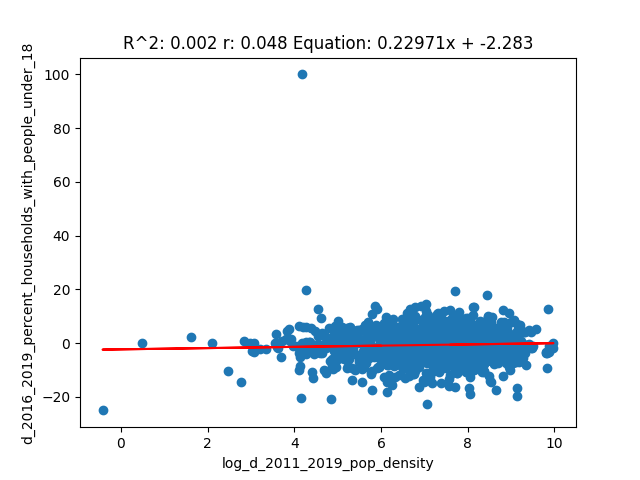 R^2: 0.002 r: 0.048 Equation: 0.22971x + -2.283
d_2016_2019_percent_households_with_people_under_18
100
80
60
40
20
0
−20
0 2 4 6 8 10
log_d_2011_2019_pop_density